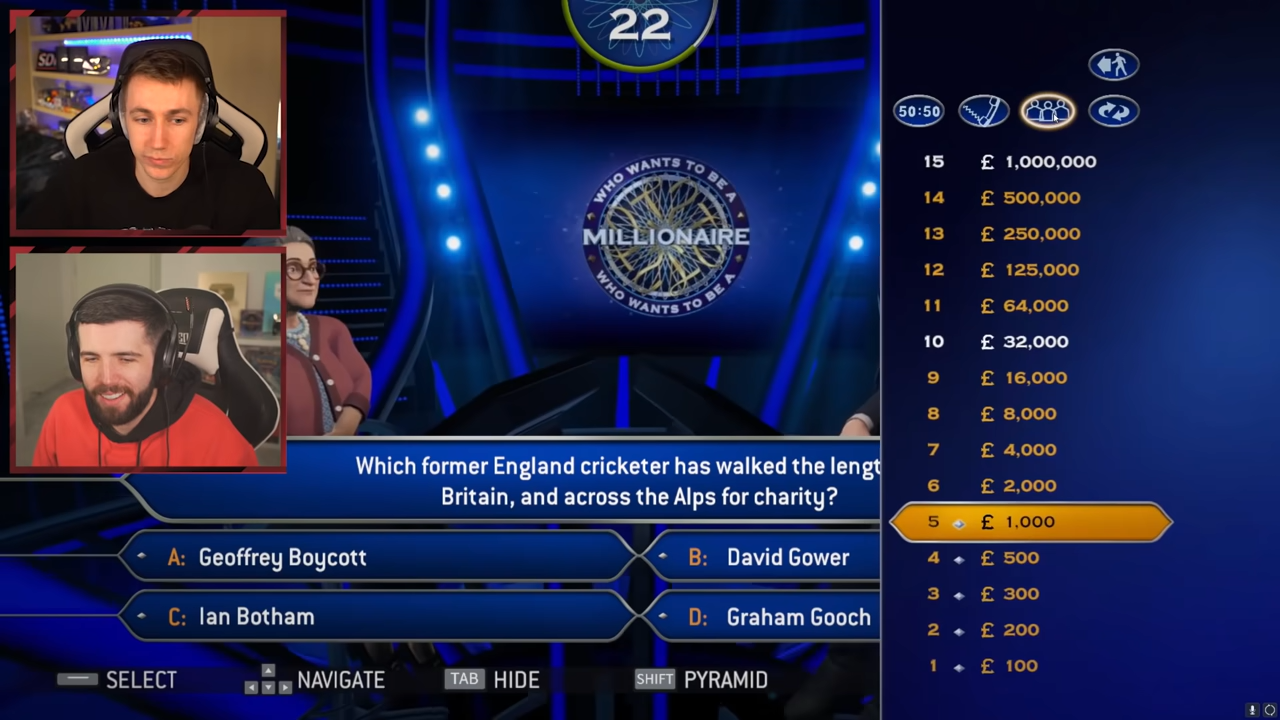 22
WHO WANTS TO BE A
MILLIONAIRE
WHO WANTS TO BE A
50:50
15 £ 1,000,000
14 £ 500,000
13 £ 250,000
12 £ 125,000
11 £ 64,000
10 £ 32,000
9 £ 16,000
8 £ 8,000
7 £ 4,000
6 £ 2,000
5 £ 1,000
4 £ 500
3 £ 300
2 £ 200
1 £ 100
Which former England cricketer has walked the lengt
Britain, and across the Alps for charity?
A: Geoffrey Boycott
B: David Gower
C: Ian Botham
D: Graham Gooch
SELECT NAVIGATE TAB HIDE SHIFT PYRAMID